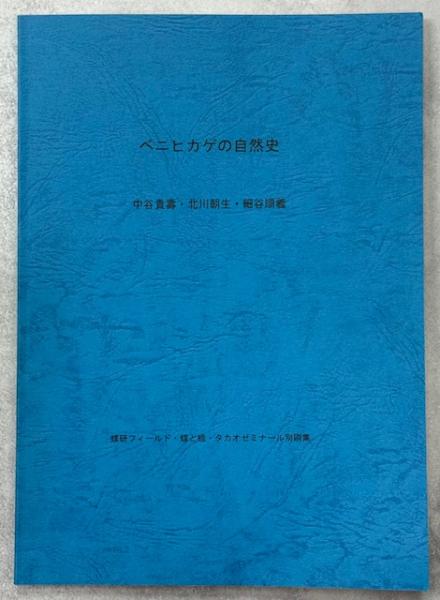 ベニヒカゲの自然史
中谷貴壽・北川朝生・細谷順義
蝶研フィールド・蝶と蛾・タカオゼミナール別刷集